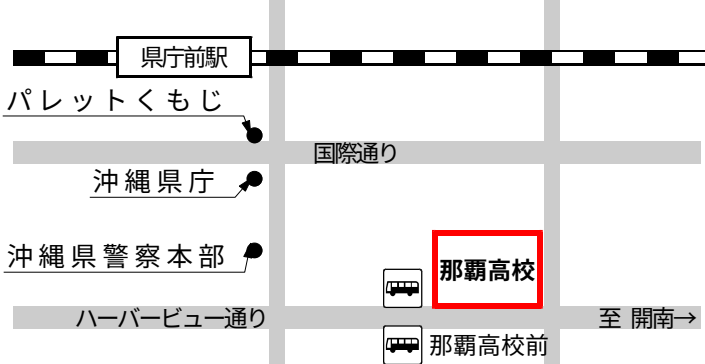 県庁前駅
パレットくもじ
国際通り
沖縄県庁
沖縄県警察本部
那覇高校
ハーバービュー通り
至 開南→
那覇高校前